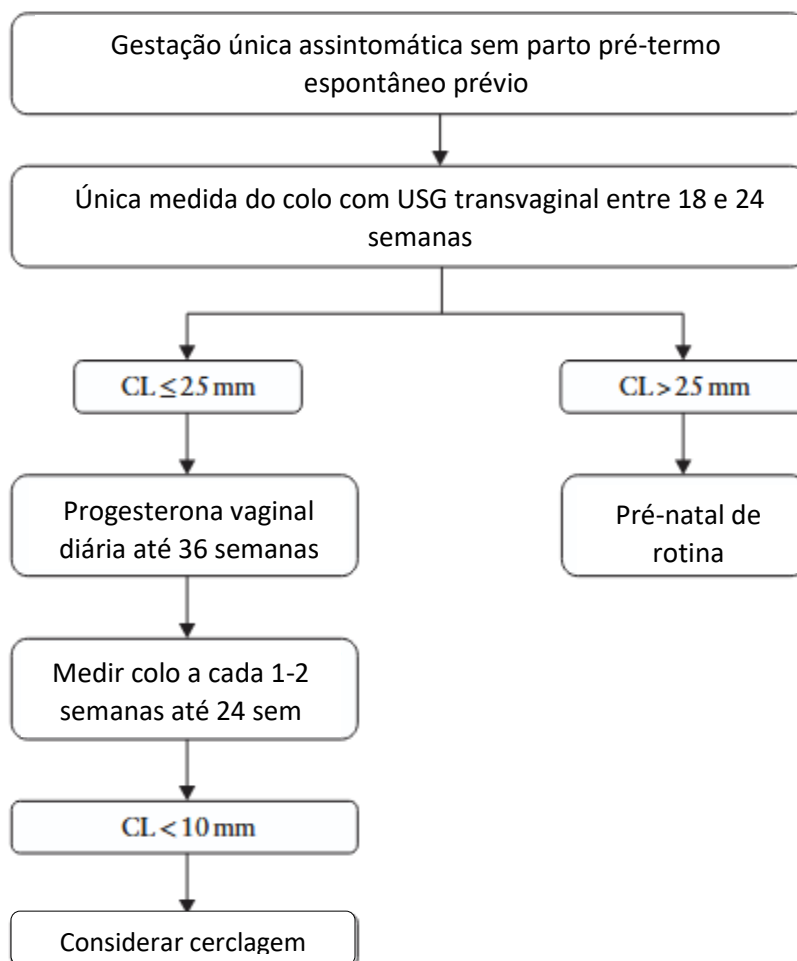 Gestação única assintomática sem parto pré-termo
espontâneo prévio
Única medida do colo com USG transvaginal entre 18 e 24
semanas
CL ≤ 25 mm
CL > 25 mm
Progesterona vaginal
diária até 36 semanas
Pré-natal de
rotina
Medir colo a cada 1-2
semanas até 24 sem
CL < 10 mm
Considerar cerclagem